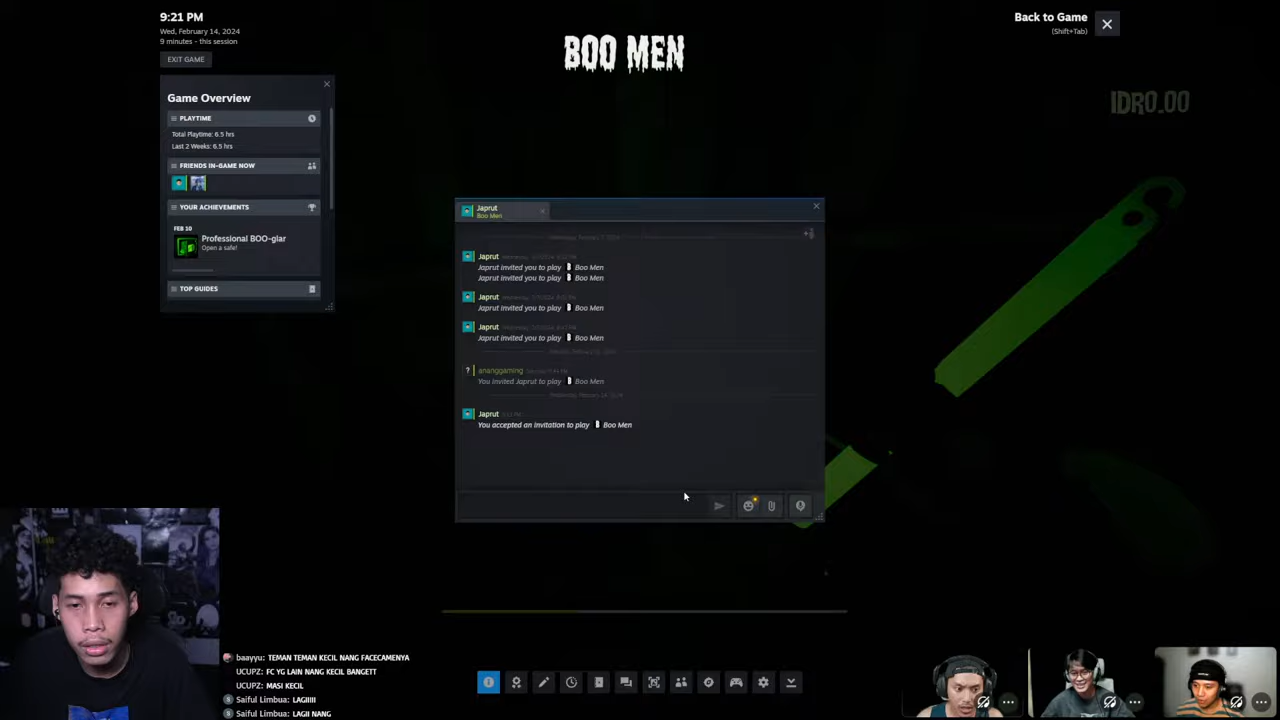 9:21 PM
Wed, February 14, 2024
9 minutes - this session
EXIT GAME
BOO MEN
Back to Game
(Shift+Tab)
IDR0.00
Game Overview
PLAYTIME
Total Playtime: 6.5 hrs
Last 2 Weeks: 6.5 hrs
FRIENDS IN-GAME NOW
YOUR ACHIEVEMENTS
FEB 10
Professional BOO-glar
Open a safe!
TOP GUIDES
Japrut
Boo Men
Japrut
Japrut invited you to play Boo Men
Japrut invited you to play Boo Men
Japrut
Japrut invited you to play Boo Men
Japrut
Japrut invited you to play Boo Men
ananggaming
You invited Japrut to play Boo Men
Japrut
You accepted an invitation to play Boo Men
baayyu: TEMAN TEMAN KECIL NANG FACECAMENYA
UCUPZ: FC YG LAIN NANG KECIL BANGETT
UCUPZ: MASI KECIL
Saiful Limbua: LAGIIIII
Saiful Limbua: LAGII NANG